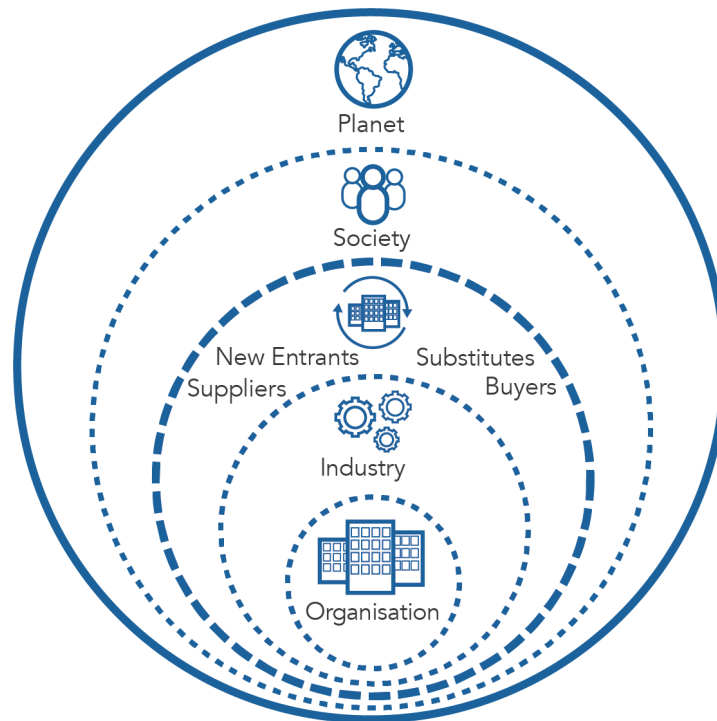 Planet
Society
New Entrants
Substitutes
Suppliers
Buyers
Industry
Organisation